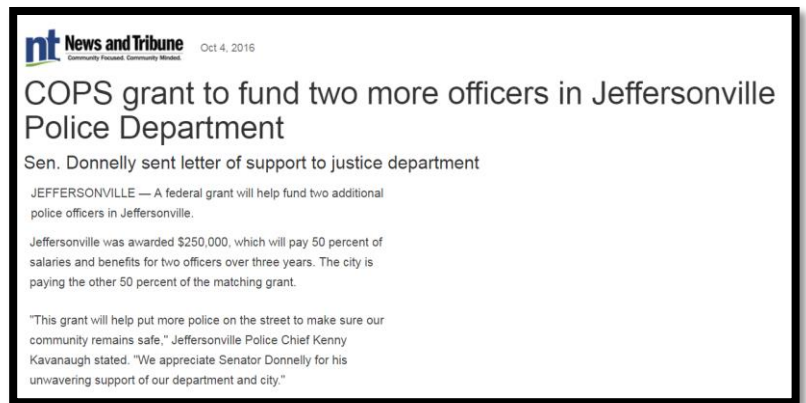 nt News and Tribune Oct 4, 2016
Community Focused. Community Minded.
COPS grant to fund two more officers in Jeffersonville
Police Department
Sen. Donnelly sent letter of support to justice department
JEFFERSONVILLE — A federal grant will help fund two additional
police officers in Jeffersonville.
Jeffersonville was awarded $250,000, which will pay 50 percent of
salaries and benefits for two officers over three years. The city is
paying the other 50 percent of the matching grant.
"This grant will help put more police on the street to make sure our
community remains safe," Jeffersonville Police Chief Kenny
Kavanaugh stated. "We appreciate Senator Donnelly for his
unwavering support of our department and city."